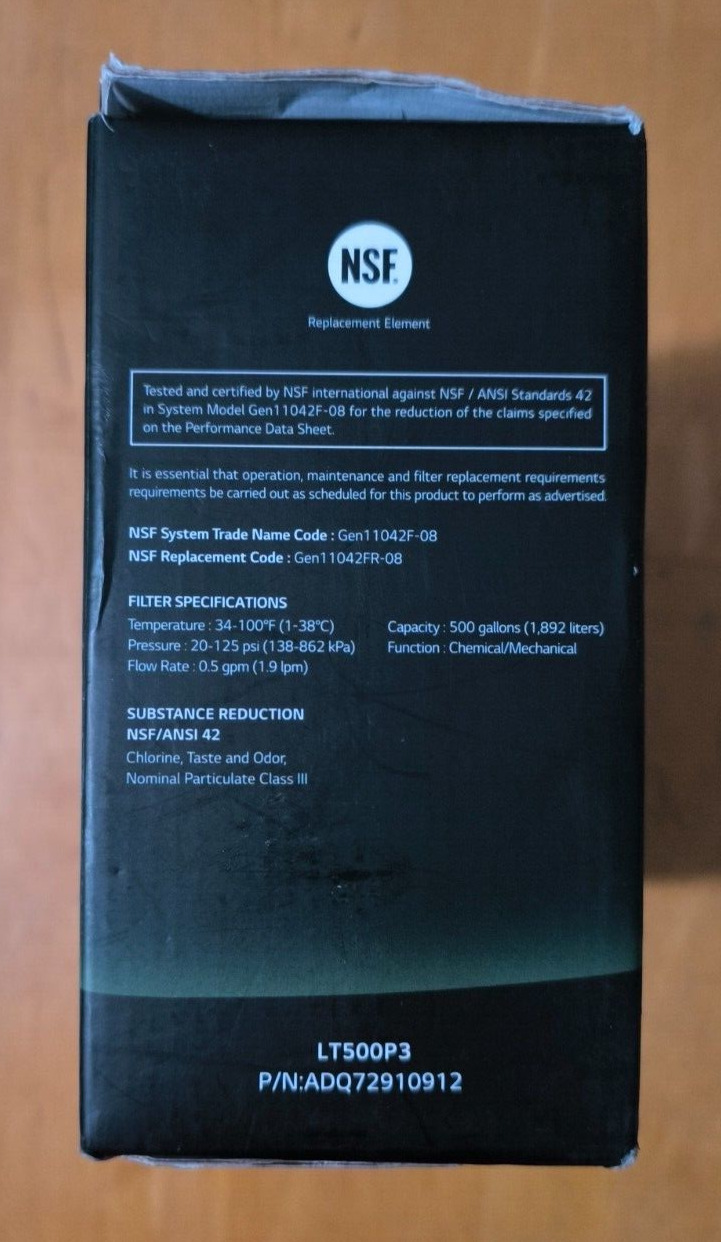 NSF®
Replacement Element
Tested and certified by NSF international against NSF / ANSI Standards 42
in System Model Gen11042F-08 for the reduction of the claims specified
on the Performance Data Sheet.
It is essential that operation, maintenance and filter replacement requirements
requirements be carried out as scheduled for this product to perform as advertised.
NSF System Trade Name Code : Gen11042F-08
NSF Replacement Code : Gen11042FR-08
FILTER SPECIFICATIONS
Temperature : 34-100°F (1-38°C)
Pressure : 20-125 psi (138-862 kPa)
Flow Rate : 0.5 gpm (1.9 lpm)
Capacity : 500 gallons (1,892 liters)
Function : Chemical/Mechanical
SUBSTANCE REDUCTION
NSF/ANSI 42
Chlorine, Taste and Odor,
Nominal Particulate Class III
LT500P3
P/N:ADQ72910912